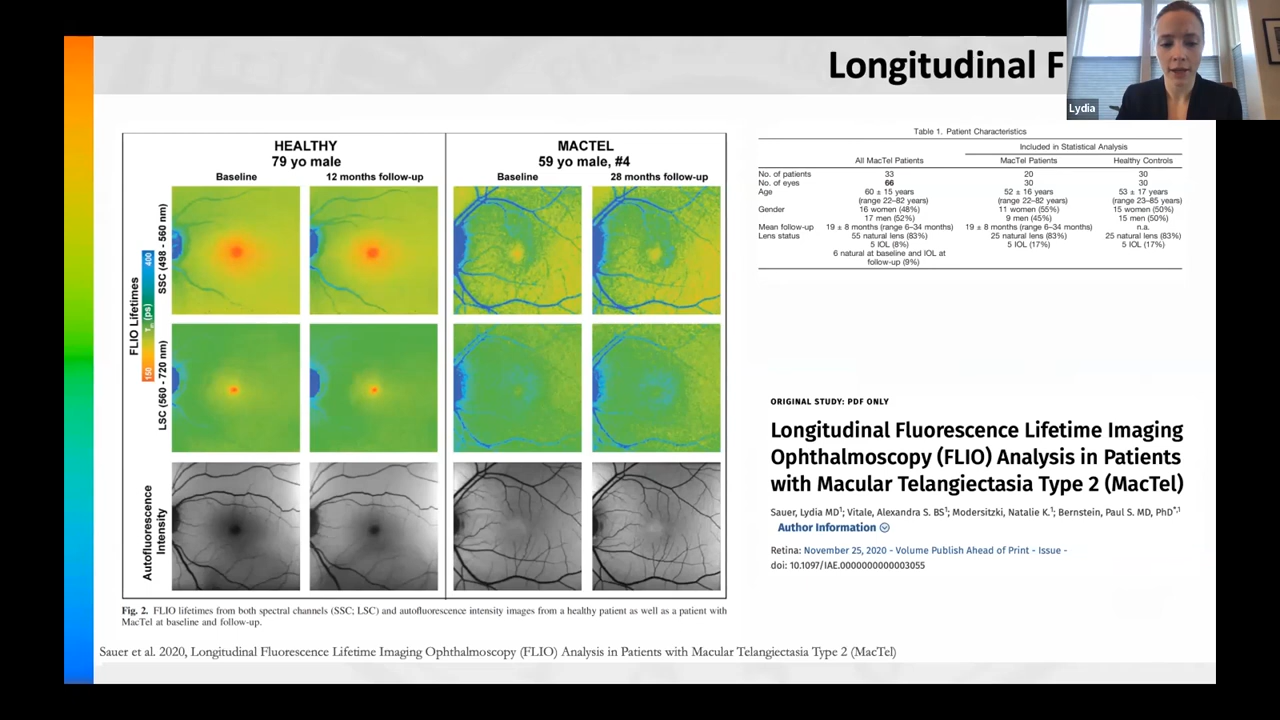 Longitudinal F
Lydia
HEALTHY
79 yo male
MACTEL
59 yo male, #4
Baseline
12 months follow-up
Baseline
28 months follow-up
FLIO Lifetimes
150 Tm (ps) 400
SSC (498 - 560 nm)
LSC (560 - 720 nm)
Autofluorescence
Intensity
Fig. 2. FLIO lifetimes from both spectral channels (SSC; LSC) and autofluorescence intensity images from a healthy patient as well as a patient with
MacTel at baseline and follow-up.
Table 1. Patient Characteristics
Included in Statistical Analysis
All MacTel Patients MacTel Patients Healthy Controls
No. of patients 33 20 30
No. of eyes 66 30 30
Age 60 ± 15 years 52 ± 16 years 53 ± 17 years
(range 22–82 years) (range 22–82 years) (range 23–85 years)
Gender 16 women (48%) 11 women (55%) 15 women (50%)
17 men (52%) 9 men (45%) 15 men (50%)
Mean follow-up 19 ± 8 months (range 6–34 months) 19 ± 8 months (range 6–34 months) n.a.
Lens status 55 natural lens (83%) 25 natural lens (83%) 25 natural lens (83%)
5 IOL (8%) 5 IOL (17%) 5 IOL (17%)
6 natural at baseline and IOL at
follow-up (9%)
ORIGINAL STUDY: PDF ONLY
Longitudinal Fluorescence Lifetime Imaging
Ophthalmoscopy (FLIO) Analysis in Patients
with Macular Telangiectasia Type 2 (MacTel)
Sauer, Lydia MD1; Vitale, Alexandra S. BS1; Modersitzki, Natalie K.1; Bernstein, Paul S. MD, PhD*,1
Author Information
Retina: November 25, 2020 - Volume Publish Ahead of Print - Issue -
doi: 10.1097/IAE.0000000000003055
Sauer et al. 2020, Longitudinal Fluorescence Lifetime Imaging Ophthalmoscopy (FLIO) Analysis in Patients with Macular Telangiectasia Type 2 (MacTel)